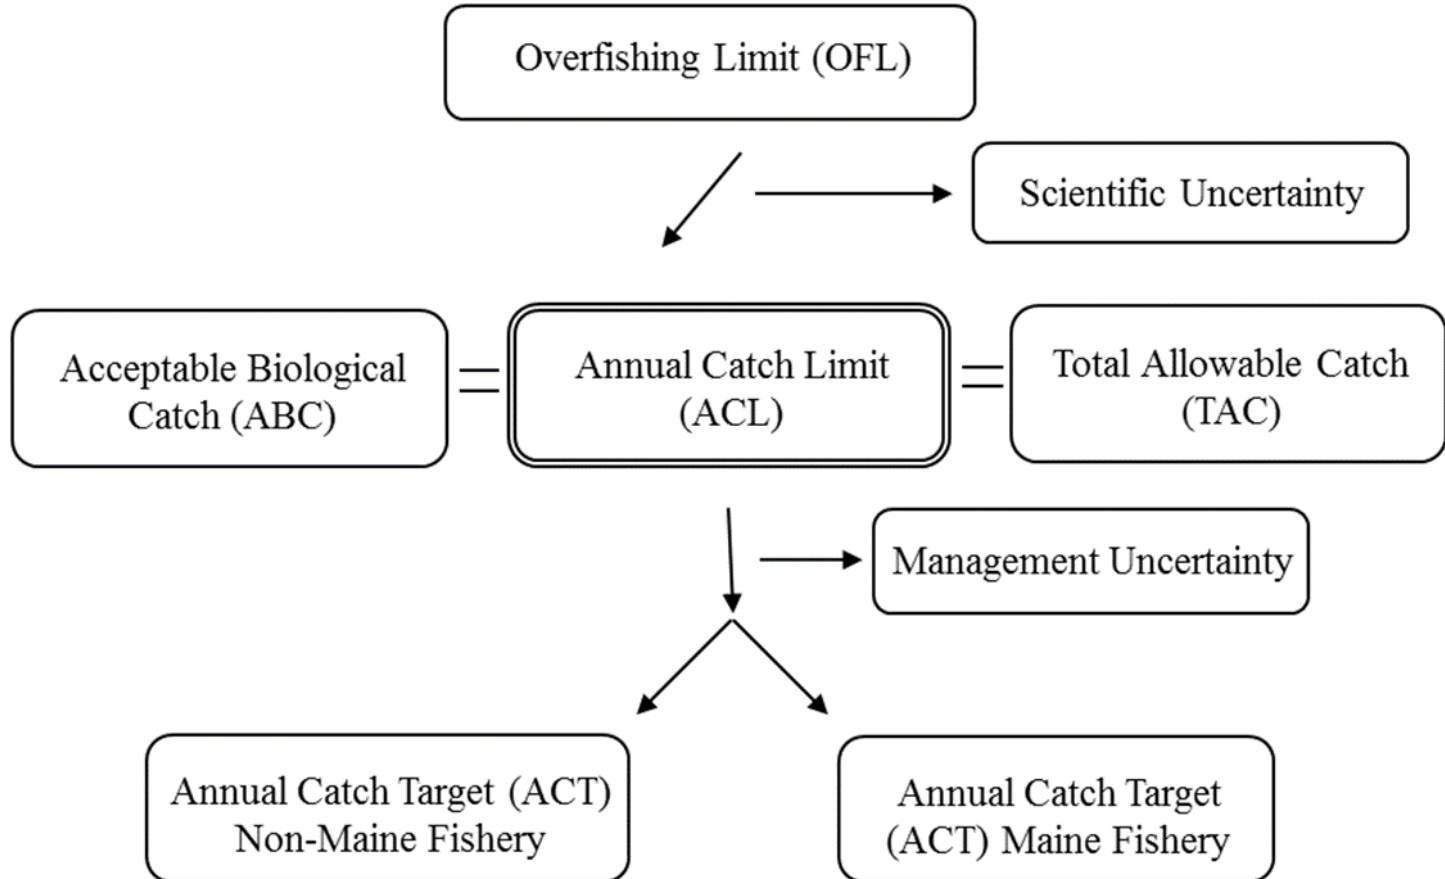 Overfishing Limit (OFL)
Scientific Uncertainty
Acceptable Biological
Catch (ABC)
=
Annual Catch Limit
(ACL)
=
Total Allowable Catch
(TAC)
Management Uncertainty
Annual Catch Target (ACT)
Non-Maine Fishery
Annual Catch Target
(ACT) Maine Fishery